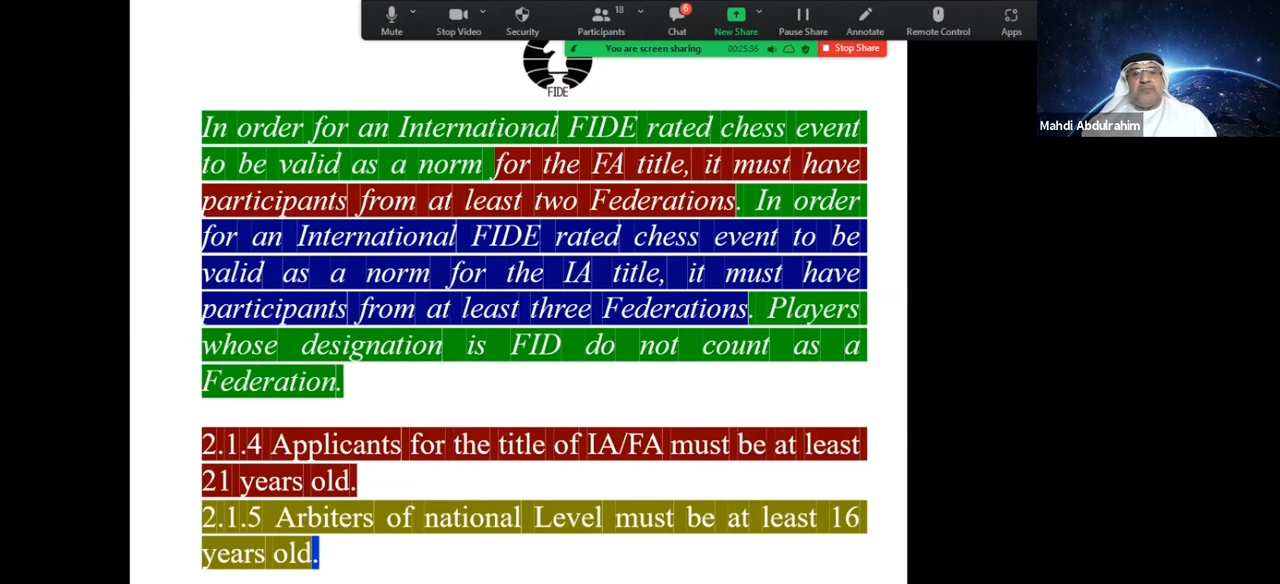 18
6
Mute
Stop Video
Security
Participants
Chat
New Share
Pause Share
Annotate
Remote Control
Apps
You are screen sharing
00:25:36
Stop Share
FIDE
Mahdi Abdulrahim
In order for an International FIDE rated chess event
to be valid as a norm for the FA title, it must have
participants from at least two Federations. In order
for an International FIDE rated chess event to be
valid as a norm for the IA title, it must have
participants from at least three Federations. Players
whose designation is FID do not count as a
Federation.
2.1.4 Applicants for the title of IA/FA must be at least
21 years old.
2.1.5 Arbiters of national Level must be at least 16
years old.